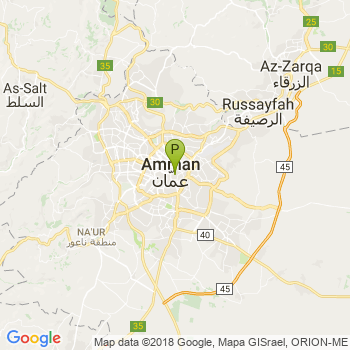 25
35
Az-Zarqa
الزرقاء
15
As-Salt
السلط
30
Russayfah
الرصيفة
P
Amman
عمان
45
NA'UR
منطقة ناعور
40
45
35
Google
Map data ©2018 Google, Mapa GISrael, ORION-ME